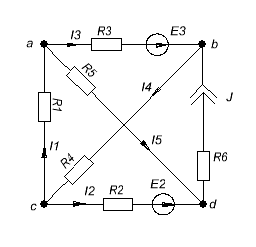 I3 R3 E3
a b
R5 I4 J
R1
I1 R4 I5 R6
I2 R2 E2
c d